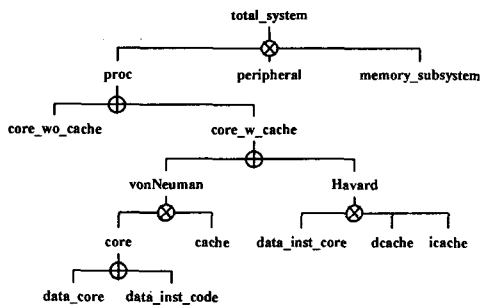 total_system
proc peripheral memory_subsystem
core_wo_cache core_w_cache
vonNeuman Havard
core cache data_inst_core dcache icache
data_core data_inst_code